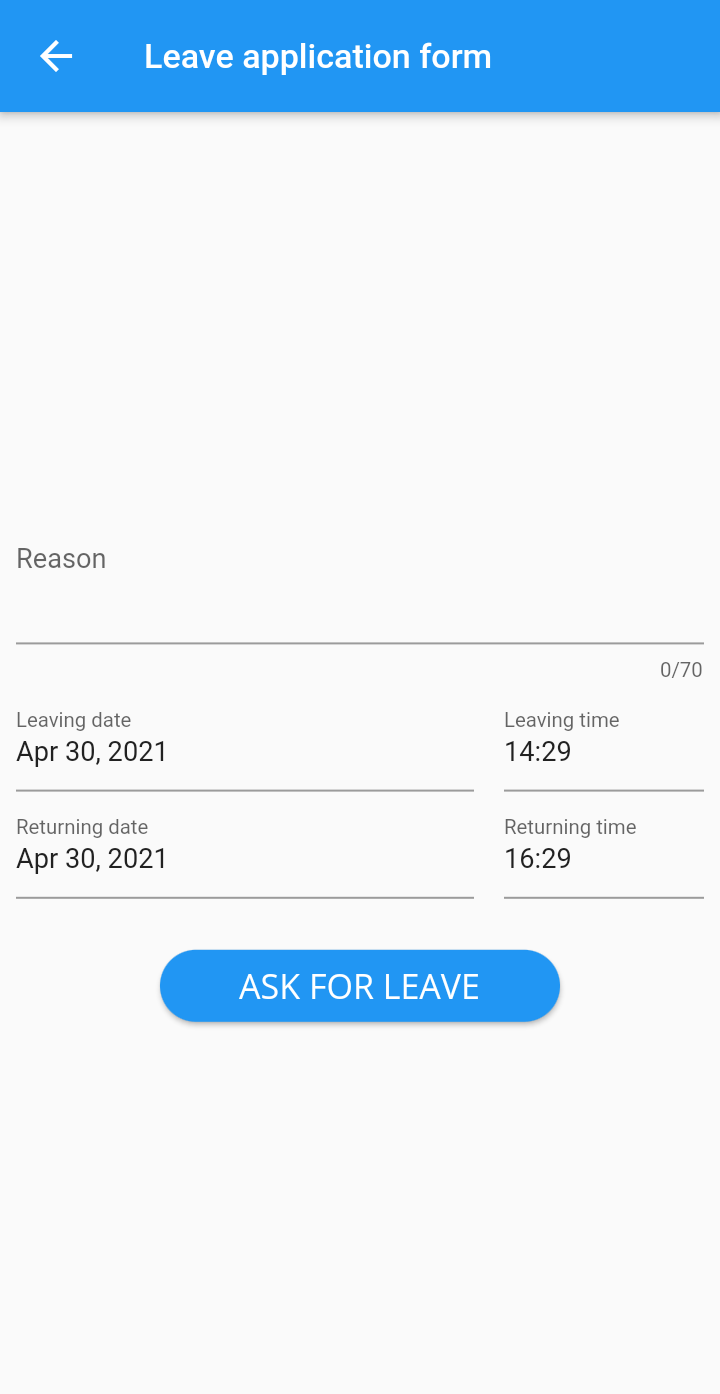 Leave application form
Reason
0/70
Leaving date
Leaving time
Apr 30, 2021
14:29
Returning date
Returning time
Apr 30, 2021
16:29
ASK FOR LEAVE